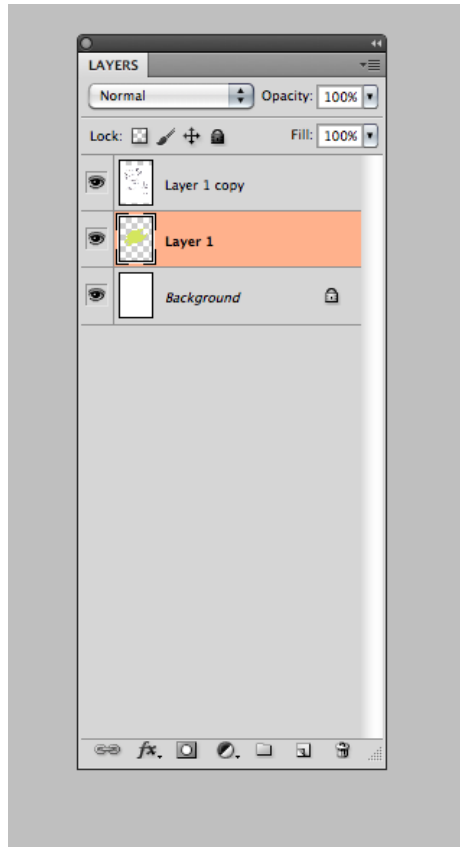 LAYERS
Normal Opacity: 100%
Lock: Fill: 100%
Layer 1 copy
Layer 1
Background
fx.